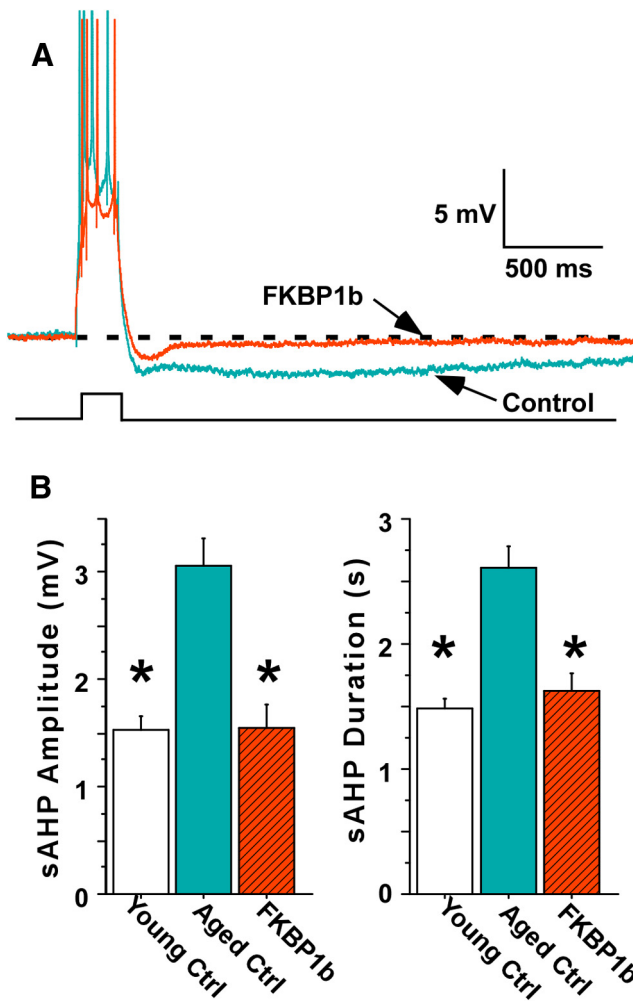 A
5 mV
500 ms
FKBP1b
Control
B
sAHP Amplitude (mV)
3
2
1
0
Young Ctrl
Aged Ctrl
FKBP1b
*
*
sAHP Duration (s)
3
2
1
0
Young Ctrl
Aged Ctrl
FKBP1b
*
*